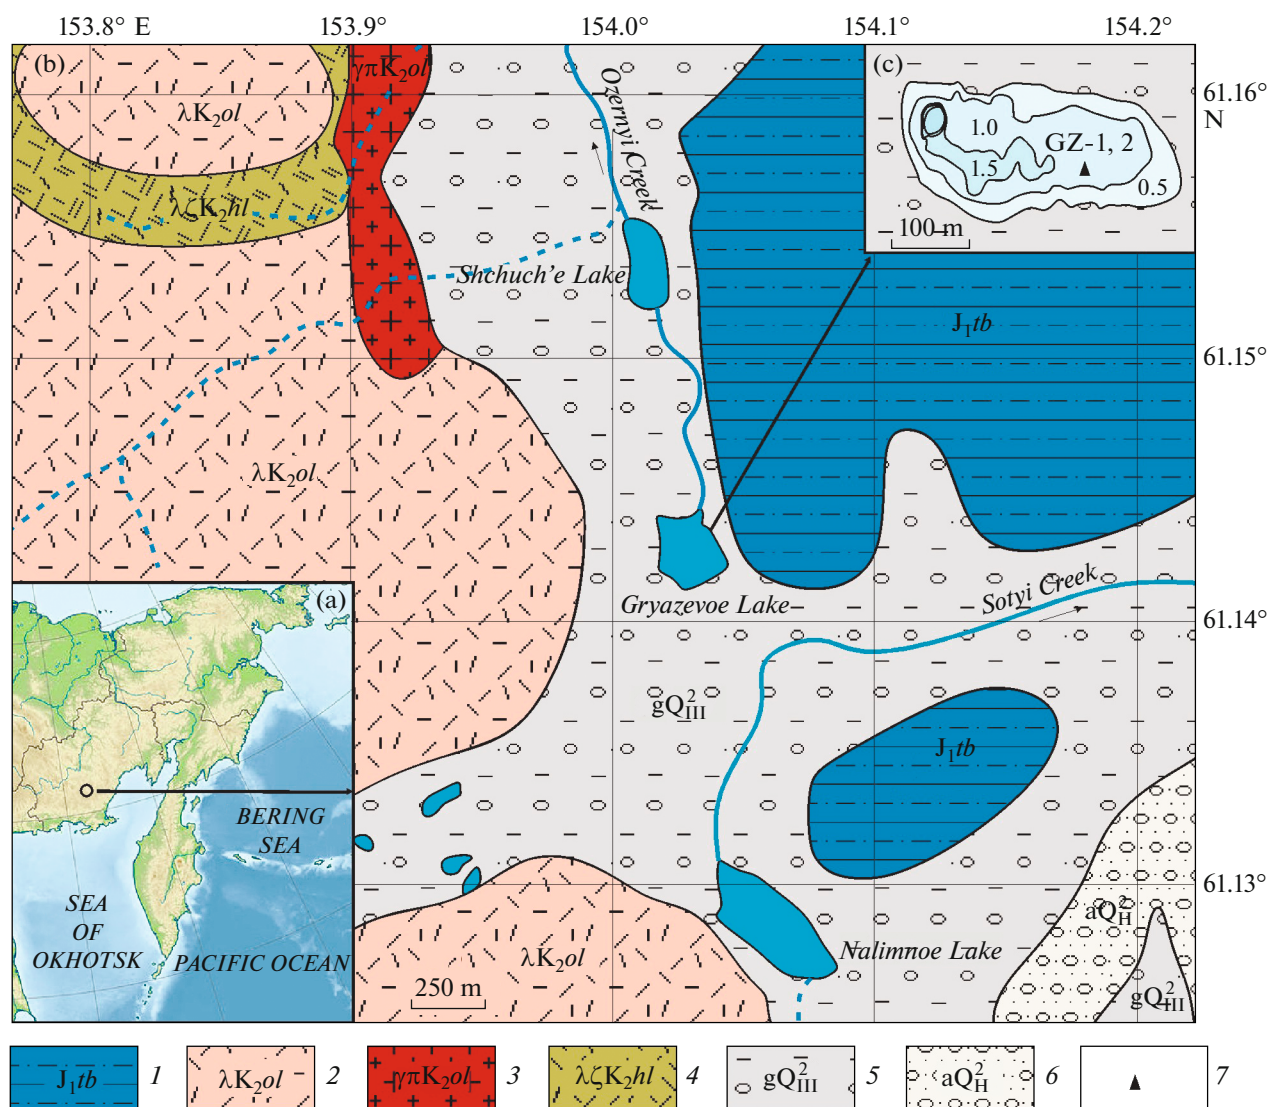 153.8° E 153.9° 154.0° 154.1° 154.2°
(b)
γπK₂ol
(c)
61.16°
N
λK₂ol
Ozernyi Creek
1.0
GZ-1, 2
1.5
0.5
100 m
λζK₂hl
Shchuch'e Lake
J₁tb
61.15°
λK₂ol
(a)
Gryazevoe Lake
Sotyi Creek
61.14°
gQ²III
J₁tb
BERING
SEA
61.13°
SEA
OF
OKHOTSK
PACIFIC OCEAN
aQ²H
λK₂ol
Nalimnoe Lake
250 m
gQ²III
J₁tb 1 λK₂ol 2 γπK₂ol 3 λζK₂hl 4 gQ²III 5 aQ²H 6 7